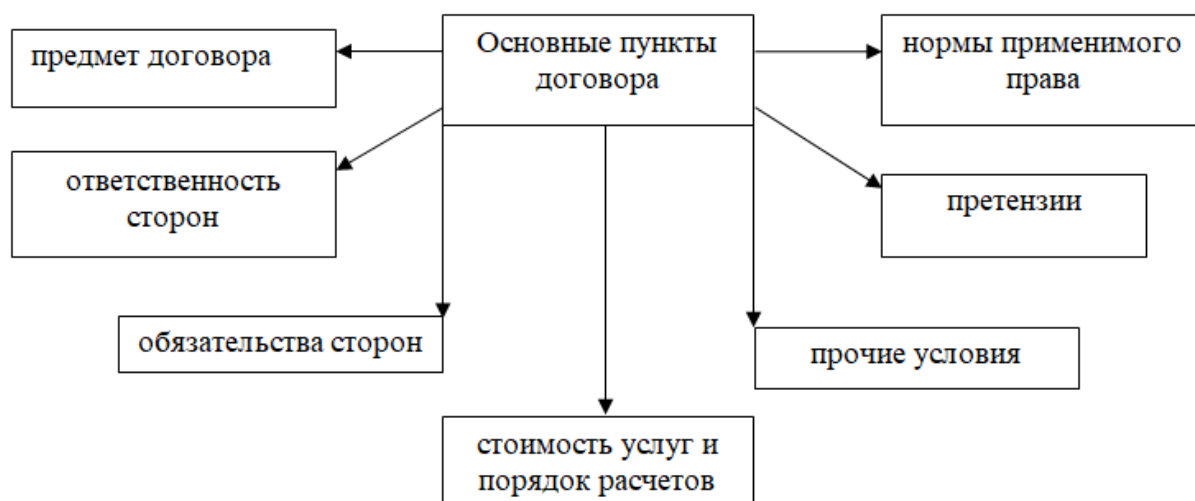 Основные пункты
договора
предмет договора
нормы применимого
права
ответственность
сторон
претензии
обязательства сторон
прочие условия
стоимость услуг и
порядок расчетов